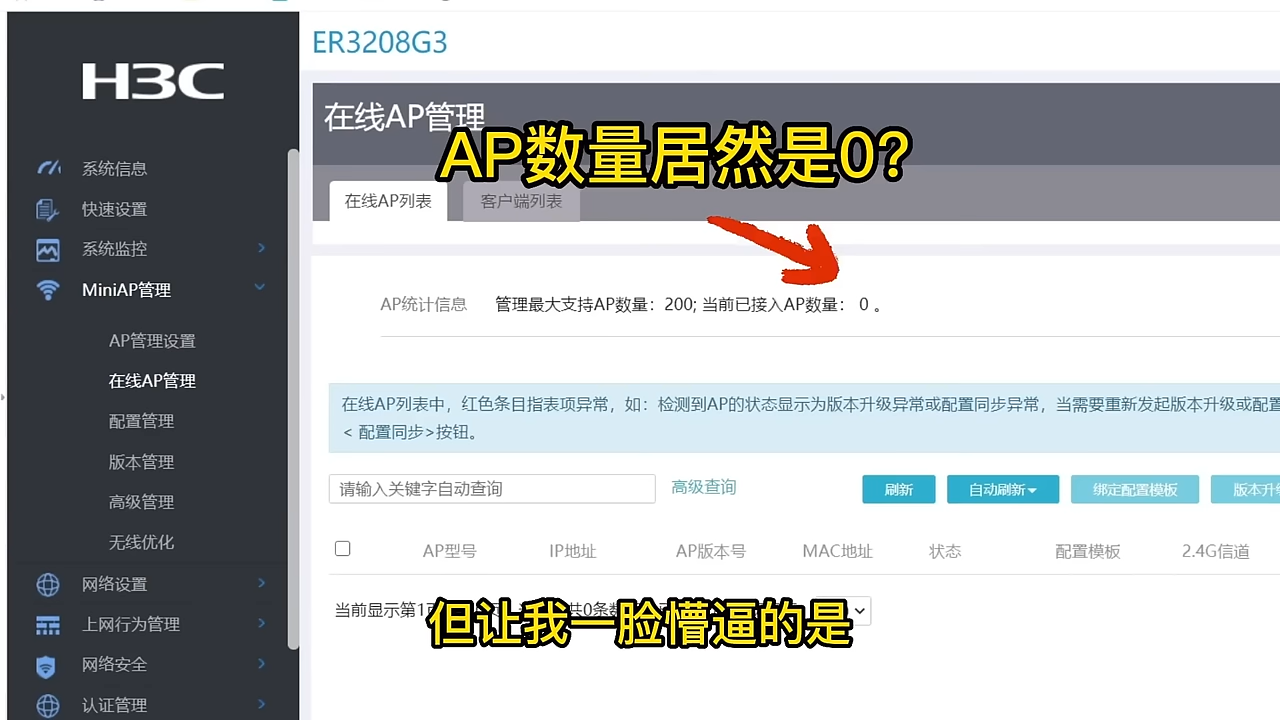 H3C
系统信息
快速设置
系统监控
MiniAP管理
AP管理设置
在线AP管理
配置管理
版本管理
高级管理
无线优化
网络设置
上网行为管理
网络安全
认证管理
ER3208G3
在线AP管理
AP数量居然是0?
在线AP列表 客户端列表
AP统计信息 管理最大支持AP数量：200; 当前已接入AP数量： 0 。
在线AP列表中，红色条目指表项异常，如：检测到AP的状态显示为版本升级异常或配置同步异常，当需要重新发起版本升级或配置
< 配置同步>按钮。
请输入关键字自动查询 高级查询 刷新 自动刷新 绑定配置模板 版本升
AP型号 IP地址 AP版本号 MAC地址 状态 配置模板 2.4G信道
当前显示第1 共0条
但让我一脸懵逼的是